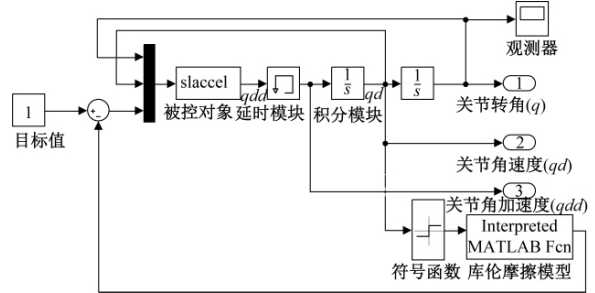 观测器
slaccel
qdd
1
s
qd
1
s
1
被控对象
延时模块
积分模块
关节转角(q)
1
+
-
目标值
2
关节角速度(qd)
3
关节角加速度(qdd)
Interpreted
MATLAB Fcn
符号函数
库伦摩擦模型